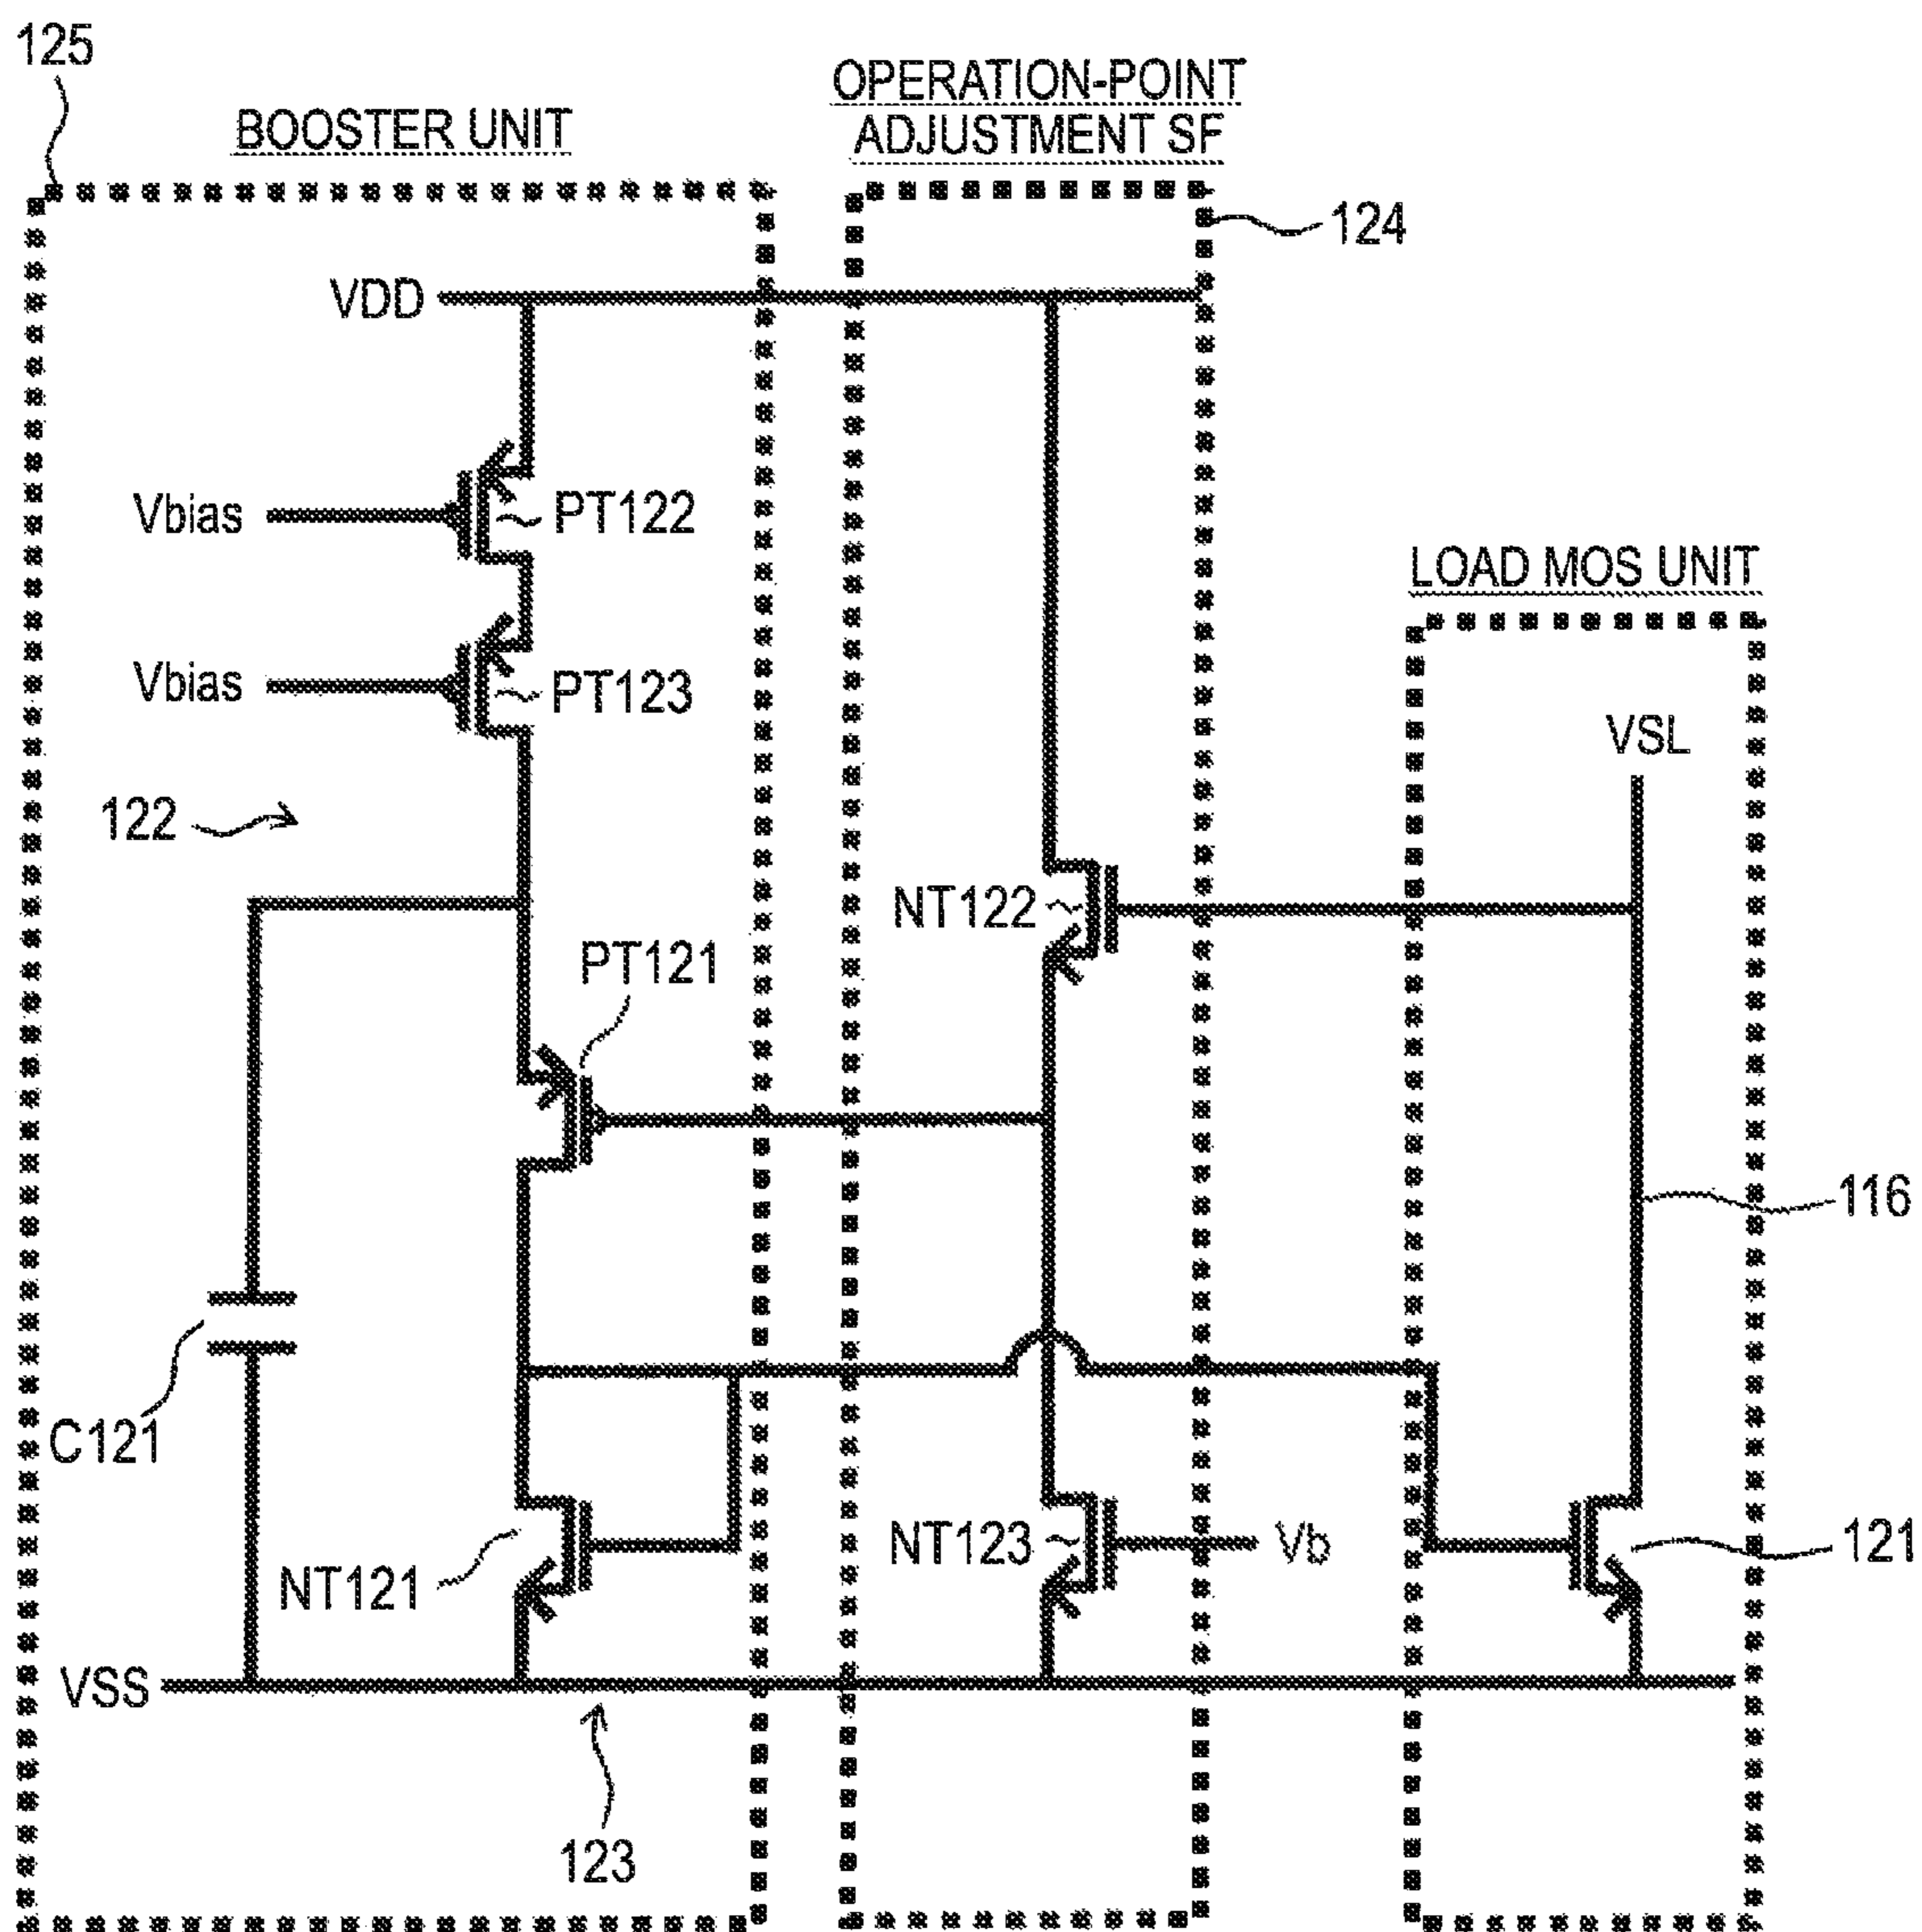 125
BOOSTER UNIT
OPERATION-POINT
ADJUSTMENT SF
124
VDD
Vbias
PT122
LOAD MOS UNIT
Vbias
PT123
VSL
122
NT122
PT121
116
C121
NT121
NT123
Vb
121
VSS
123